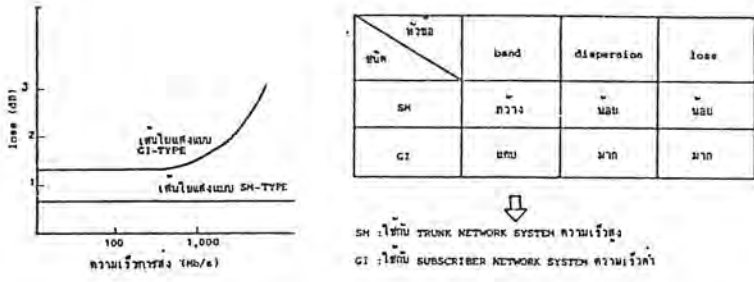 loss (dB)
3
2
1
เส้นใยแสงแบบ
GI-TYPE
เส้นใยแสงแบบ SM-TYPE
100 1,000
ความเร็วการส่ง (Mb/s)
หัวข้อ
ชนิด
band dispersion loss
SM กว้าง น้อย น้อย
GI แคบ มาก มาก
SM :ใช้กับ TRUNK NETWORK SYSTEM ความเร็วสูง
GI :ใช้กับ SUBSCRIBER NETWORK SYSTEM ความเร็วต่ำ